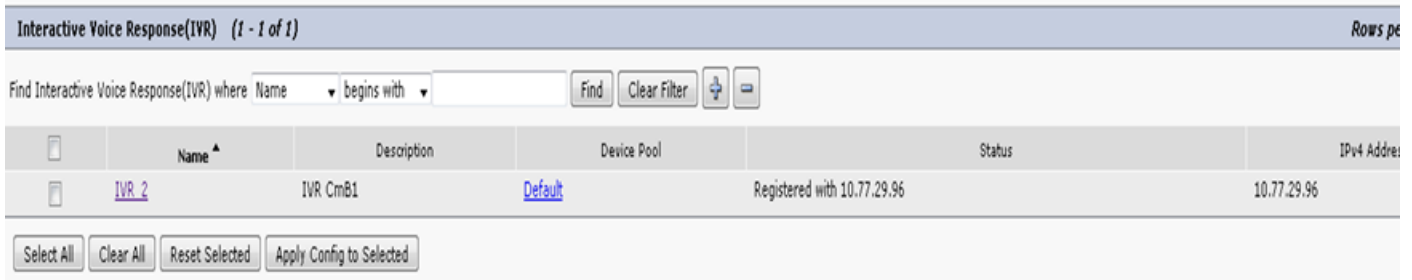 Interactive Voice Response(IVR) (1 - 1 of 1) Rows pe
Find Interactive Voice Response(IVR) where Name begins with Find Clear Filter
Name Description Device Pool Status IPv4 Addres
IVR_2 IVR CmB1 Default Registered with 10.77.29.96 10.77.29.96
Select All Clear All Reset Selected Apply Config to Selected